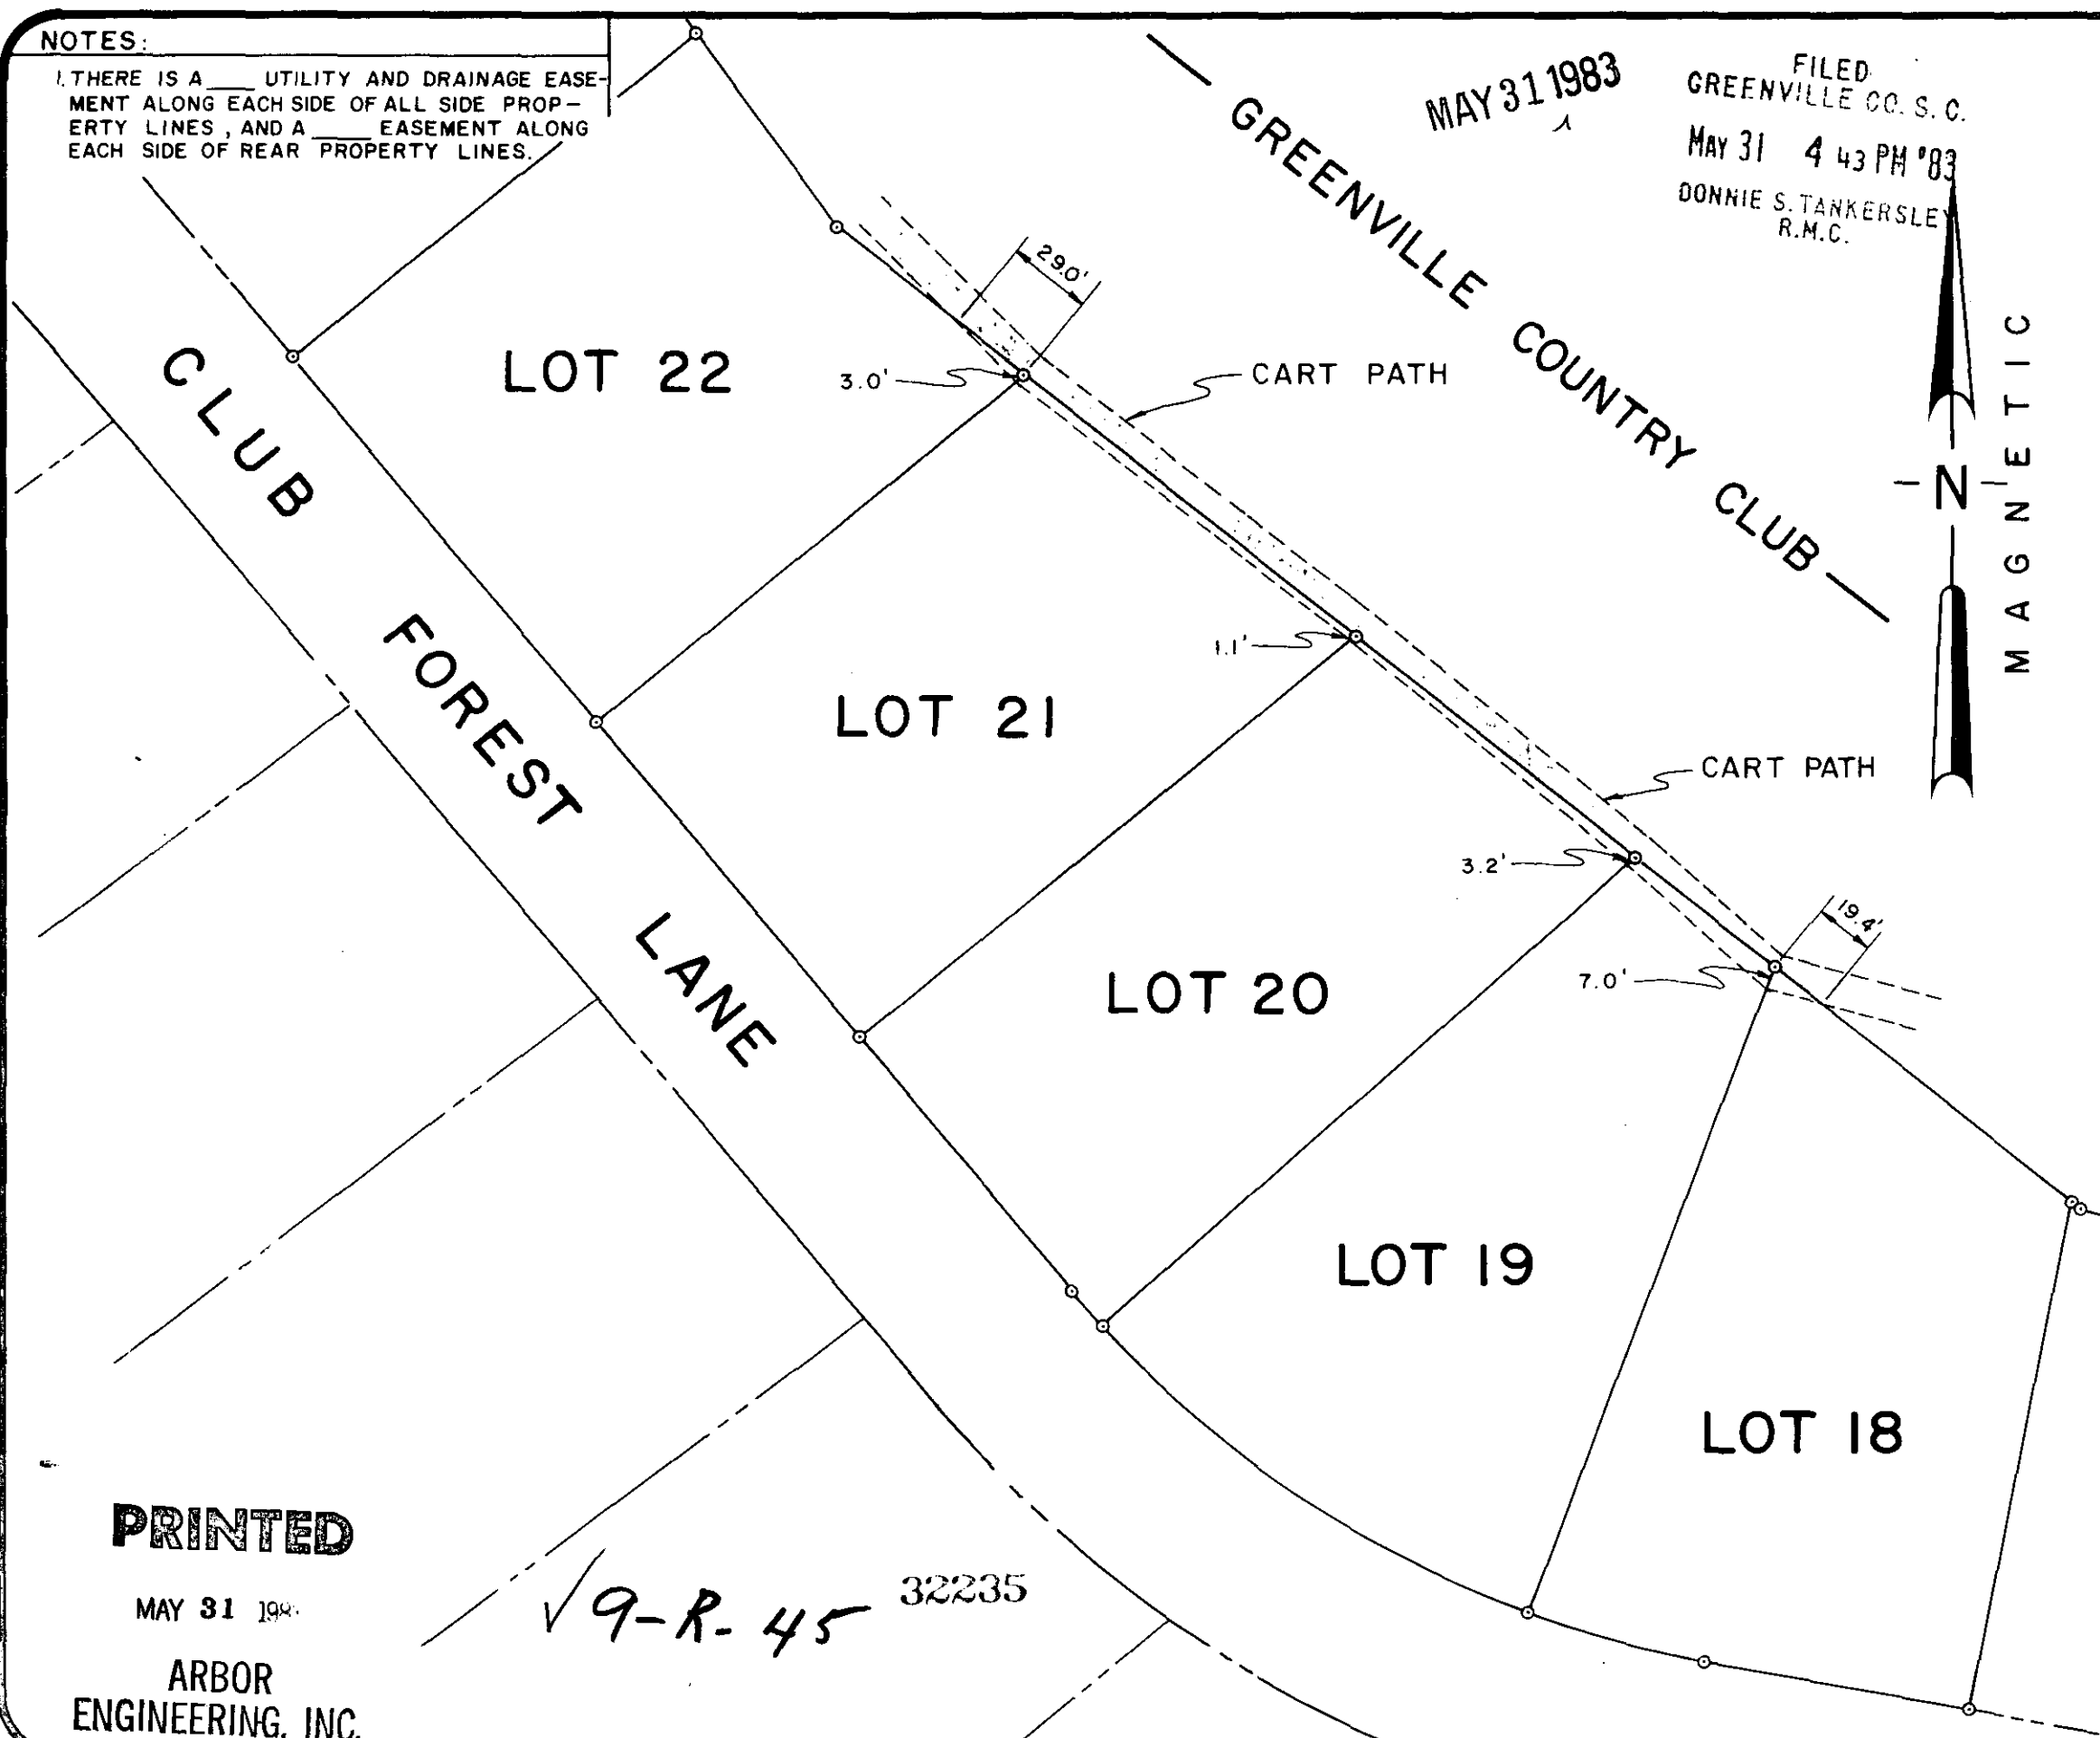 NOTES:
1. THERE IS A ___ UTILITY AND DRAINAGE EASE-
MENT ALONG EACH SIDE OF ALL SIDE PROP-
ERTY LINES, AND A ____ EASEMENT ALONG
EACH SIDE OF REAR PROPERTY LINES.
MAY 31 1983
FILED
GREENVILLE CO. S. C.
MAY 31 4 43 PM '83
DONNIE S. TANKERSLEY
R.M.C.
GREENVILLE COUNTRY CLUB
MAGNETIC
-N-
29.0'
CART PATH
3.0'
LOT 22
CLUB FOREST LANE
1.1'
LOT 21
CART PATH
3.2'
19.4'
7.0'
LOT 20
LOT 19
LOT 18
PRINTED
MAY 31
ARBOR
ENGINEERING, INC.
√ 9-R-45
32235